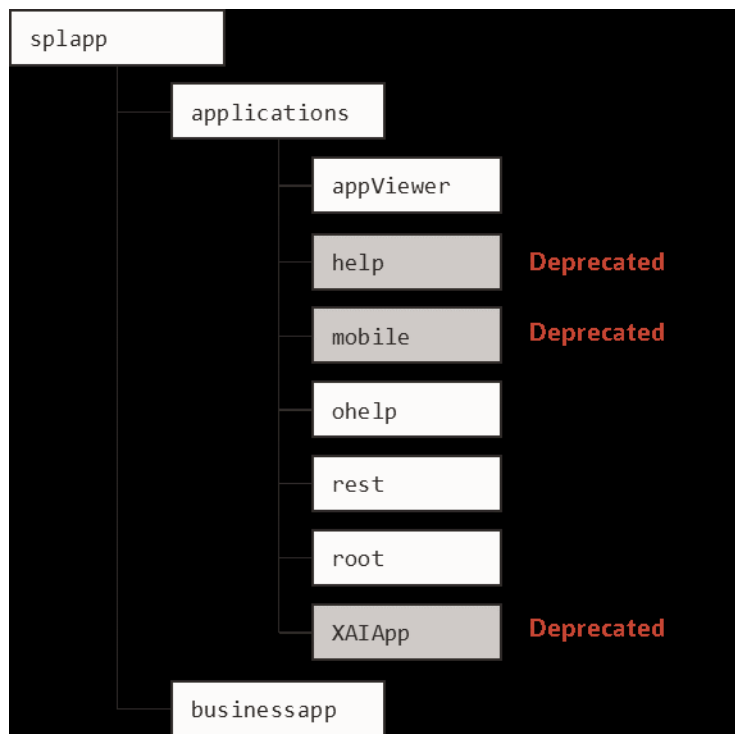 splapp
applications
appViewer
help Deprecated
mobile Deprecated
ohelp
rest
root
XAIApp Deprecated
businessapp